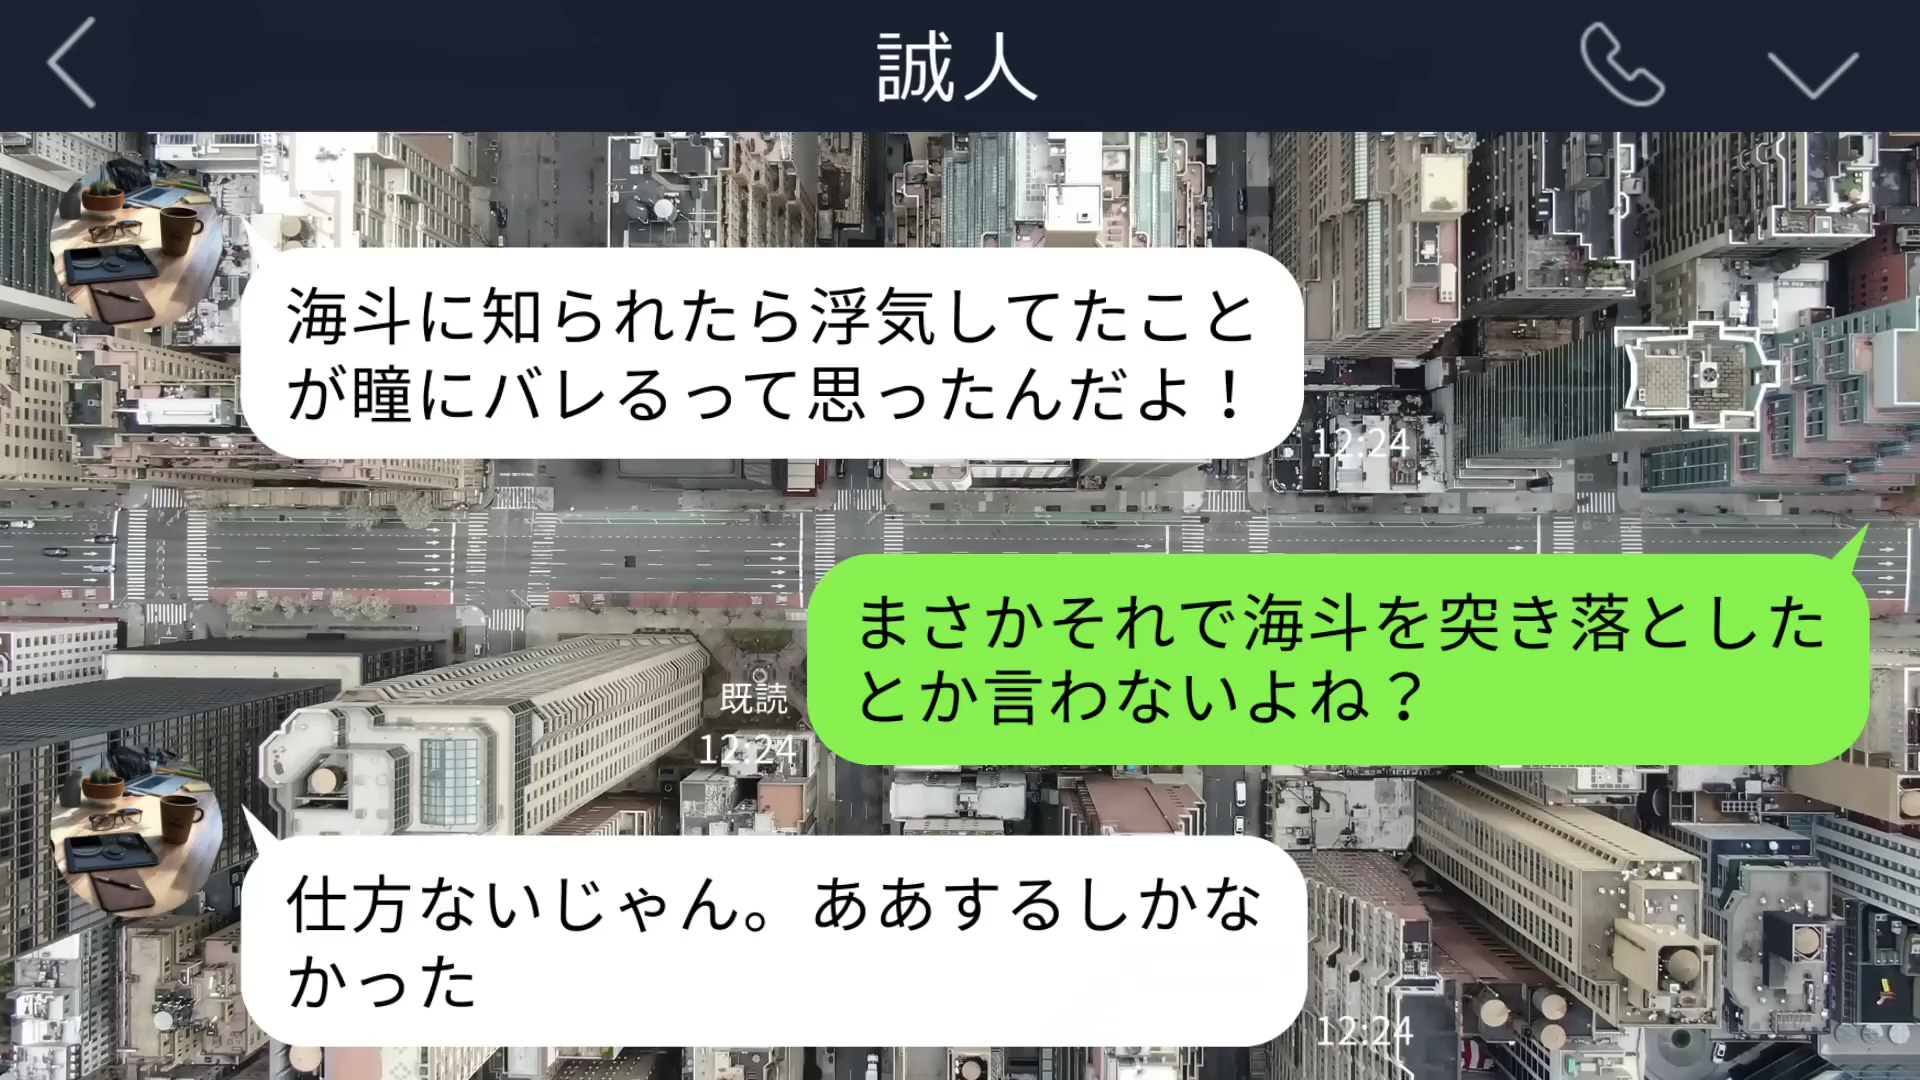 誠人
海斗に知られたら浮気してたこと
が瞳にバレるって思ったんだよ！
12:24
まさかそれで海斗を突き落とした
とか言わないよね？
既読
12:24
仕方ないじゃん。ああするしかな
かった
12:24